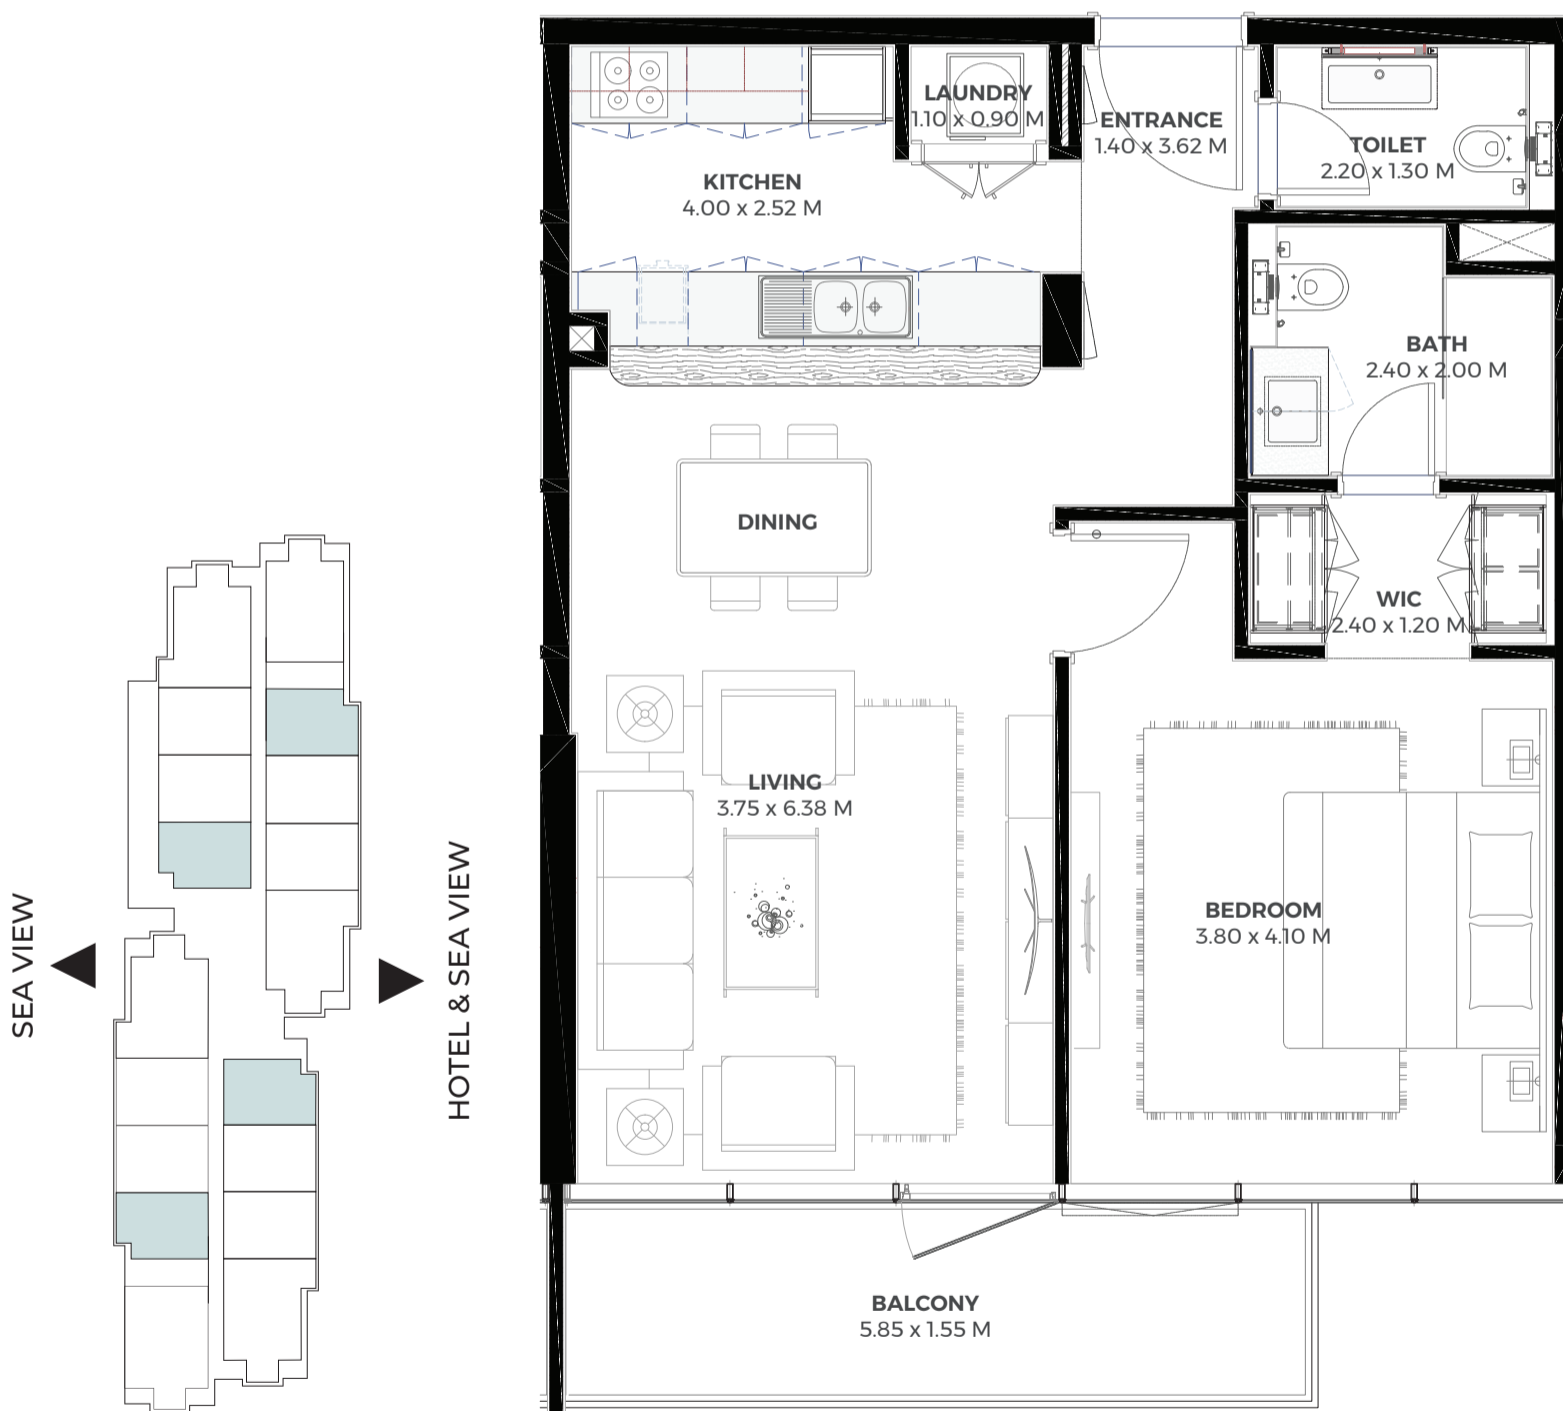 LAUNDRY
1.10 x 0.90 M
ENTRANCE
1.40 x 3.62 M
TOILET
2.20 x 1.30 M
KITCHEN
4.00 x 2.52 M
BATH
2.40 x 2.00 M
DINING
WIC
2.40 x 1.20 M
LIVING
3.75 x 6.38 M
BEDROOM
3.80 x 4.10 M
BALCONY
5.85 x 1.55 M
SEA VIEW
HOTEL & SEA VIEW